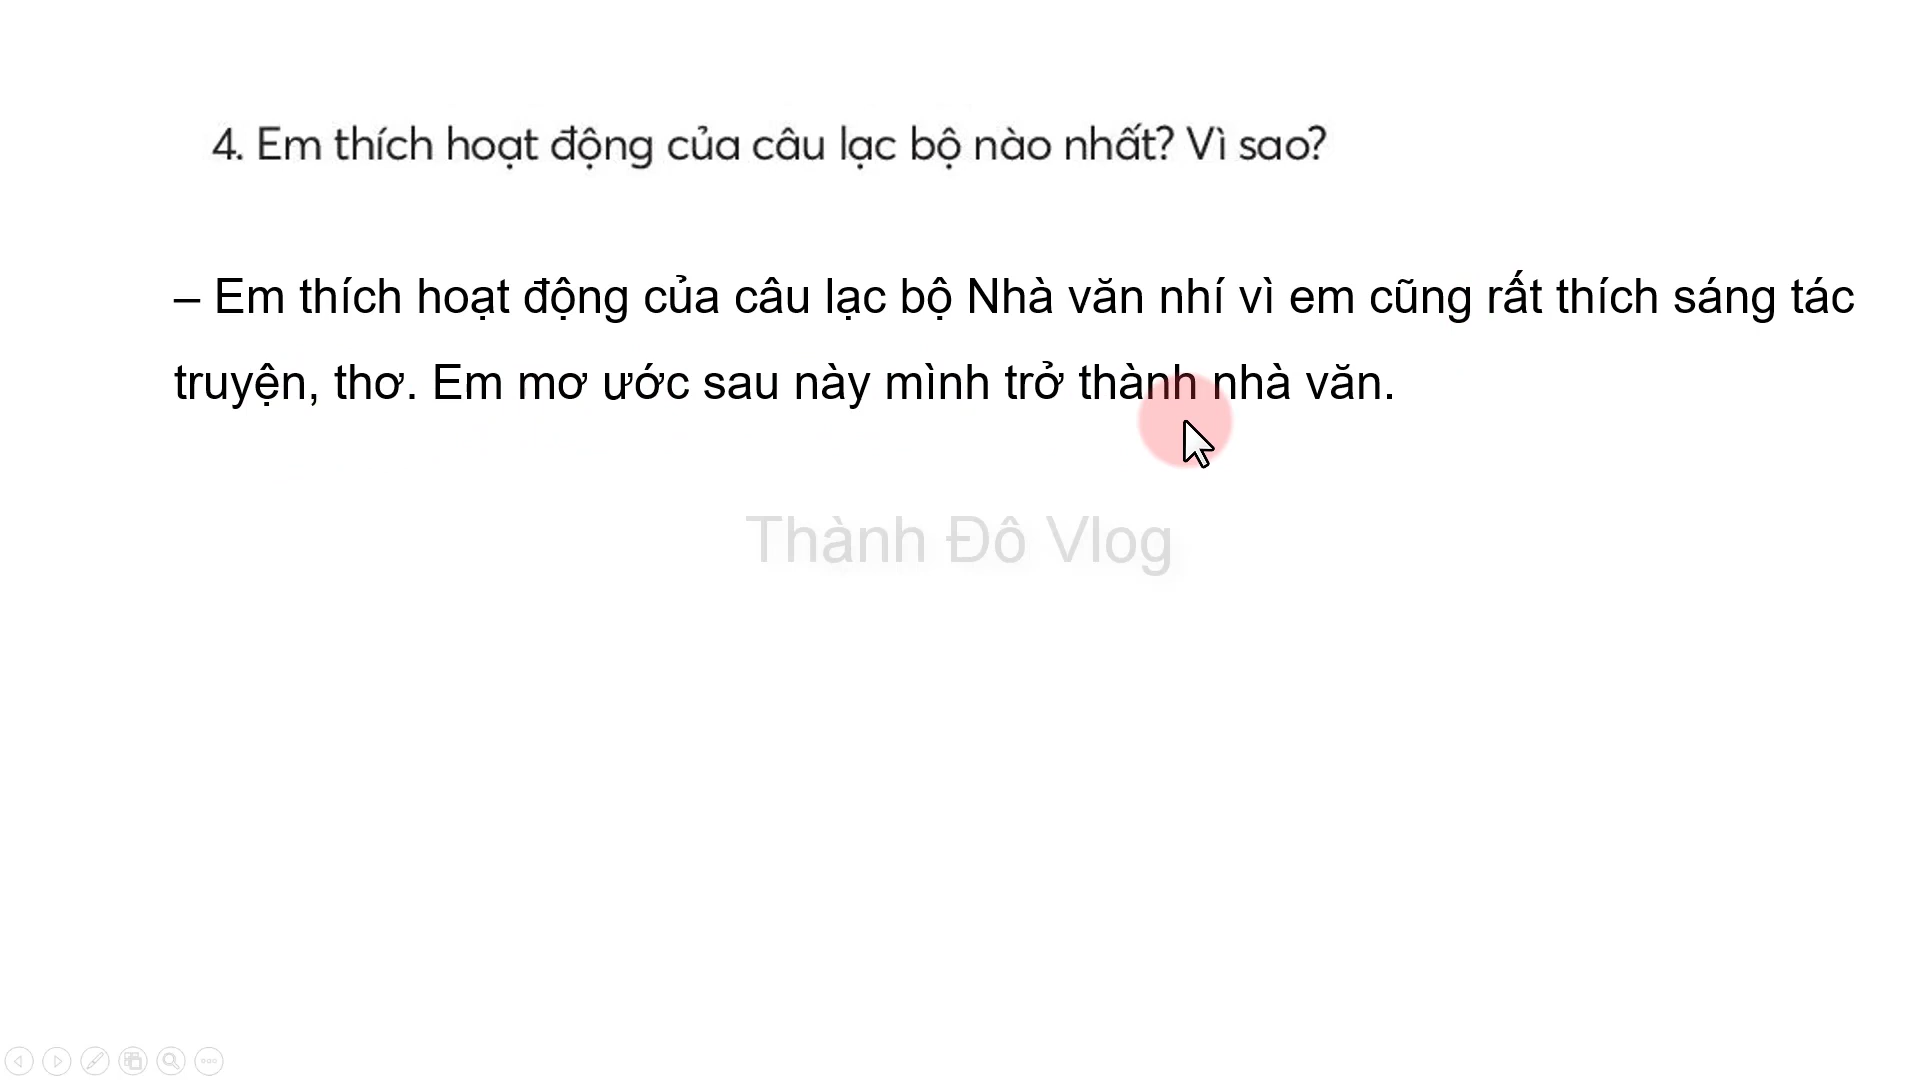 4. Em thích hoạt động của câu lạc bộ nào nhất? Vì sao?
– Em thích hoạt động của câu lạc bộ Nhà văn nhí vì em cũng rất thích sáng tác
truyện, thơ. Em mơ ước sau này mình trở thành nhà văn.
Thành Đô Vlog